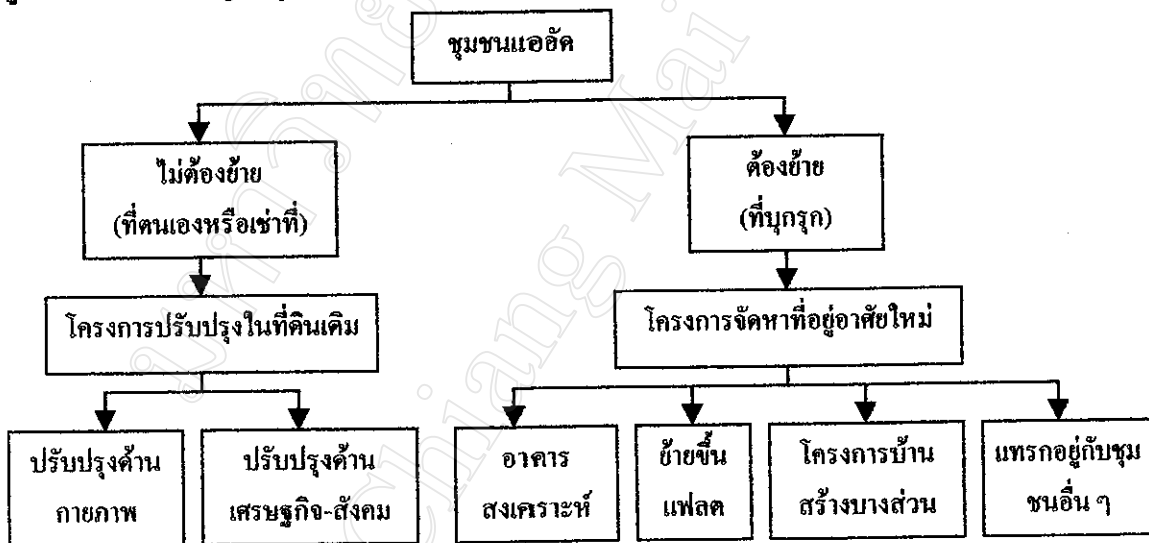 ชุมชนแออัด
ไม่ต้องย้าย
(ที่ตนเองหรือเช่าที่)
ต้องย้าย
(ที่บุกรุก)
โครงการปรับปรุงในที่ดินเดิม
โครงการจัดหาที่อยู่อาศัยใหม่
ปรับปรุงด้าน
กายภาพ
ปรับปรุงด้าน
เศรษฐกิจ-สังคม
อาคาร
สงเคราะห์
ย้ายขึ้น
แฟลต
โครงการบ้าน
สร้างบางส่วน
แทรกอยู่กับชุม
ชนอื่น ๆ
Chiang Mai